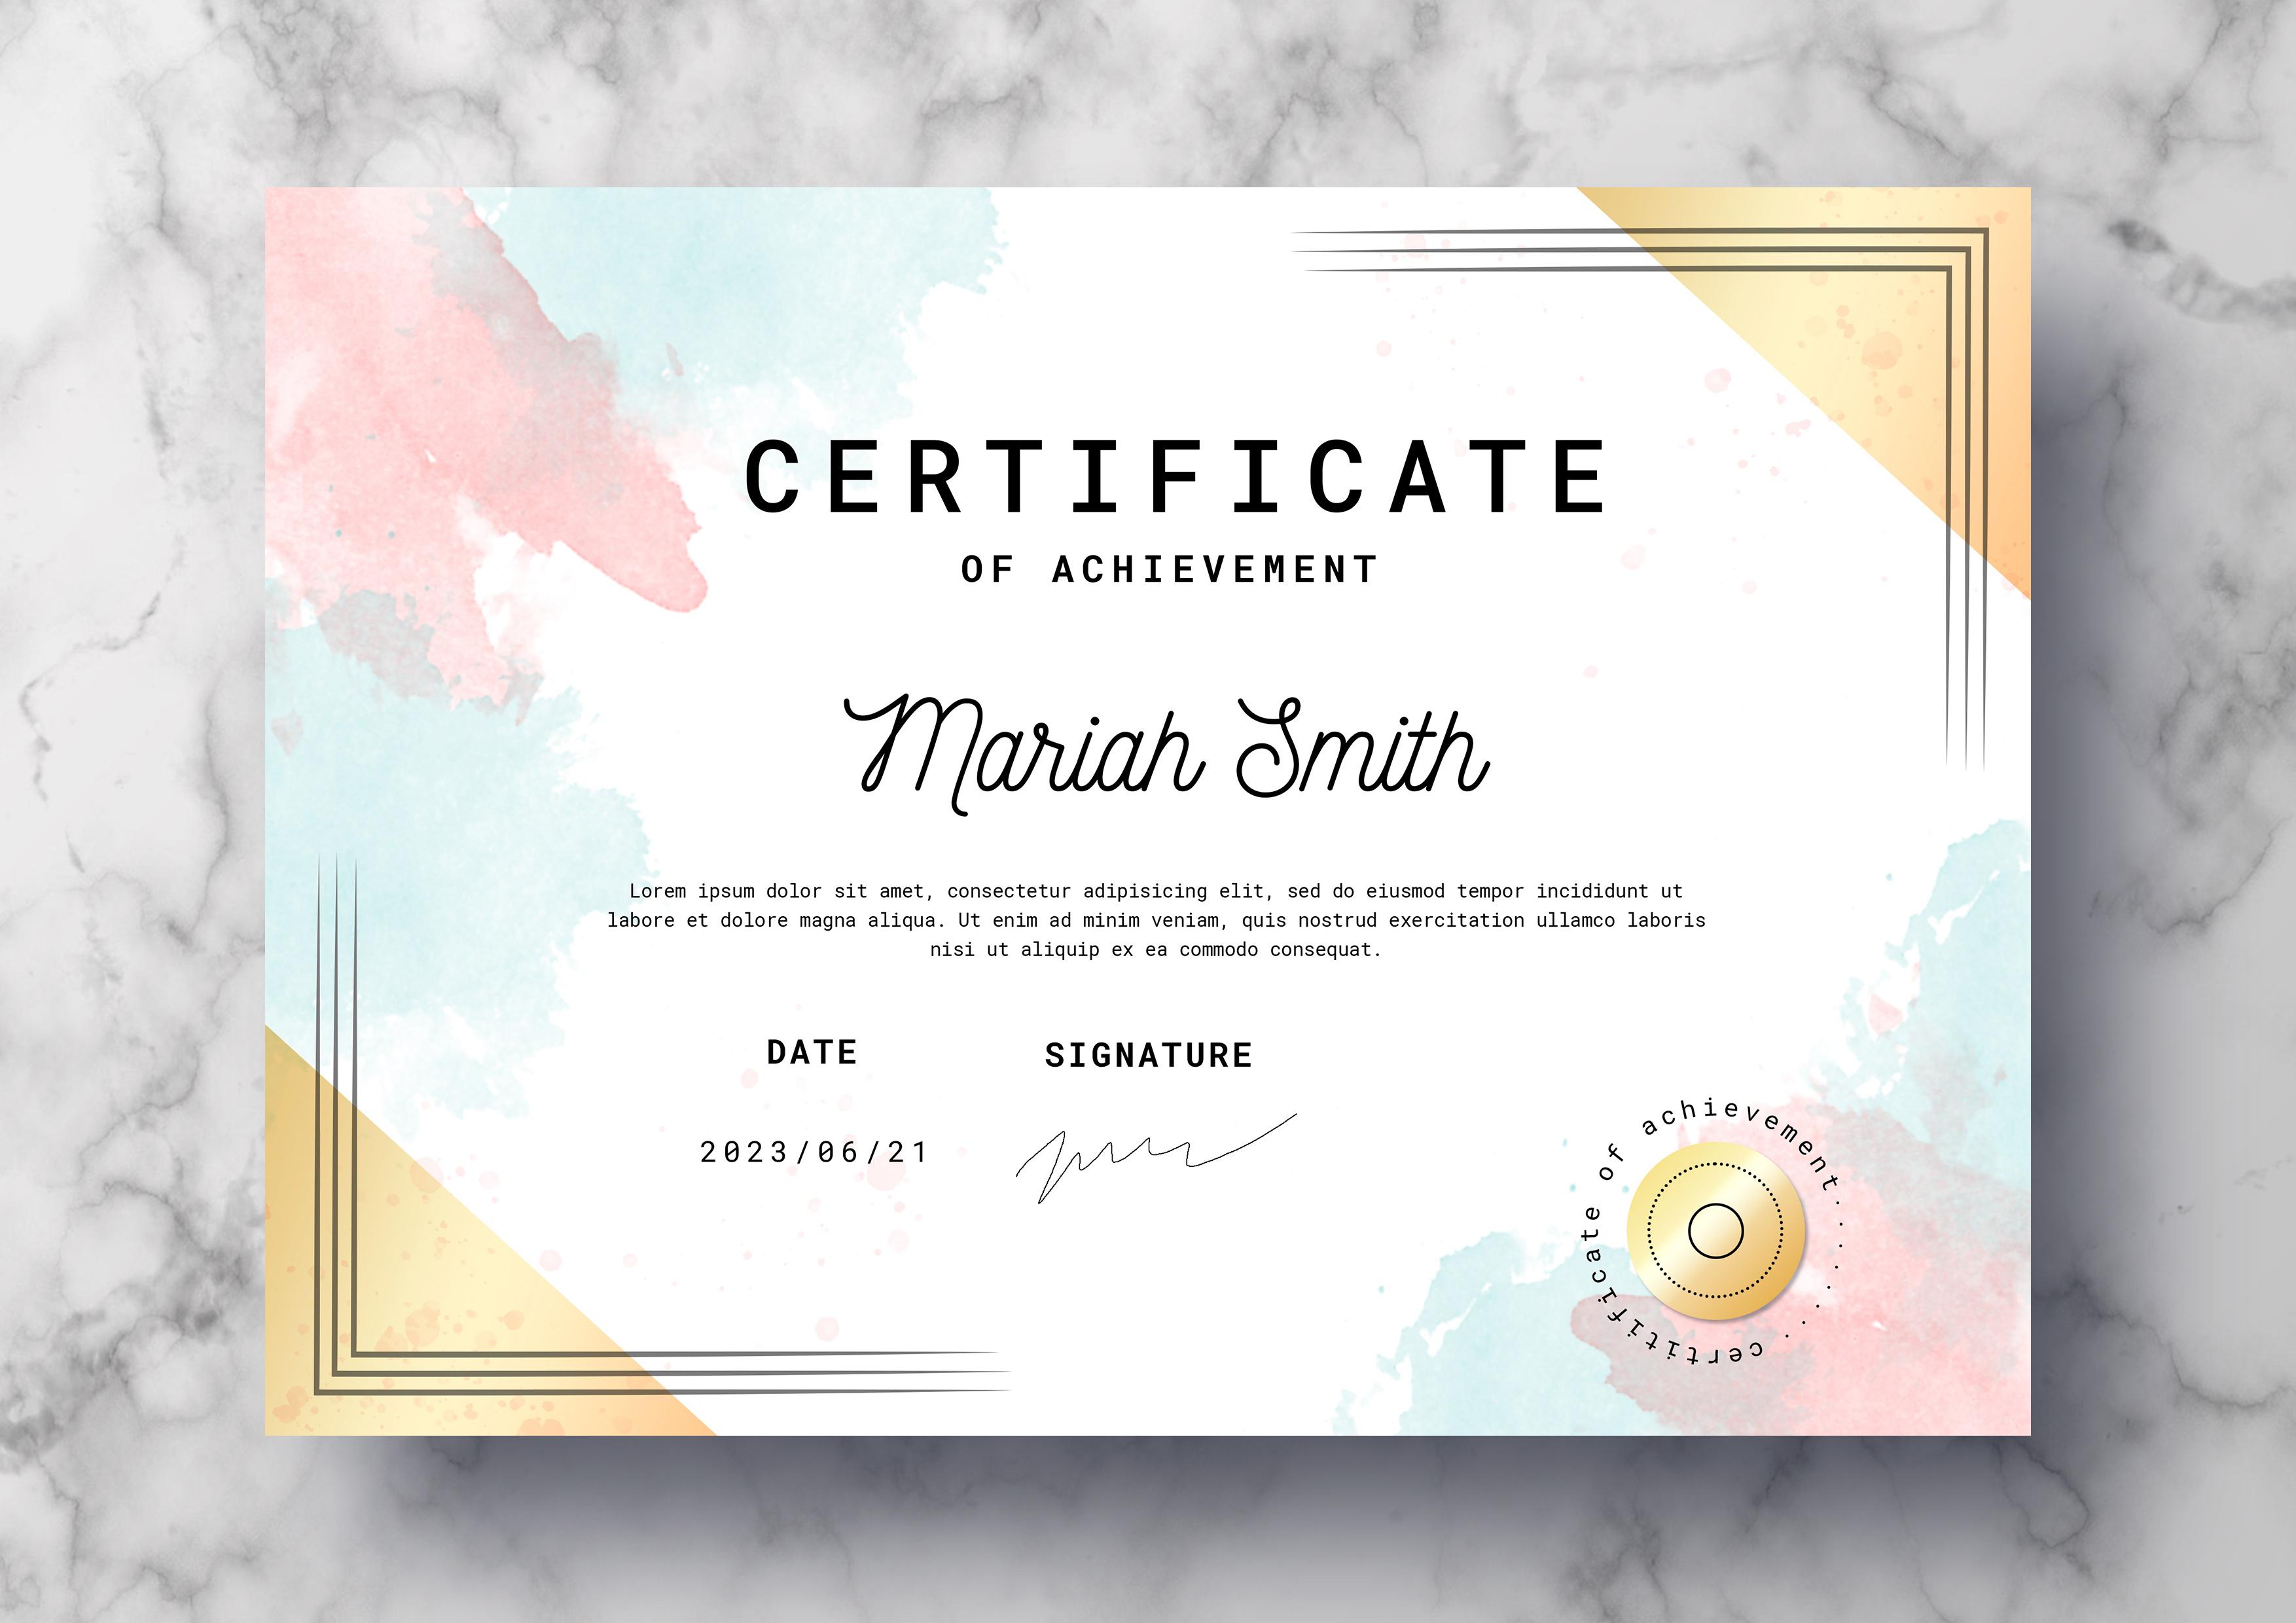 CERTIFICATE
OF ACHIEVEMENT
Mariah Smith
Lorem ipsum dolor sit amet, consectetur adipisicing elit, sed do eiusmod tempor incididunt ut
labore et dolore magna aliqua. Ut enim ad minim veniam, quis nostrud exercitation ullamco laboris
nisi ut aliquip ex ea commodo consequat.
DATE
SIGNATURE
2023/06/21
certificate of achievement..........